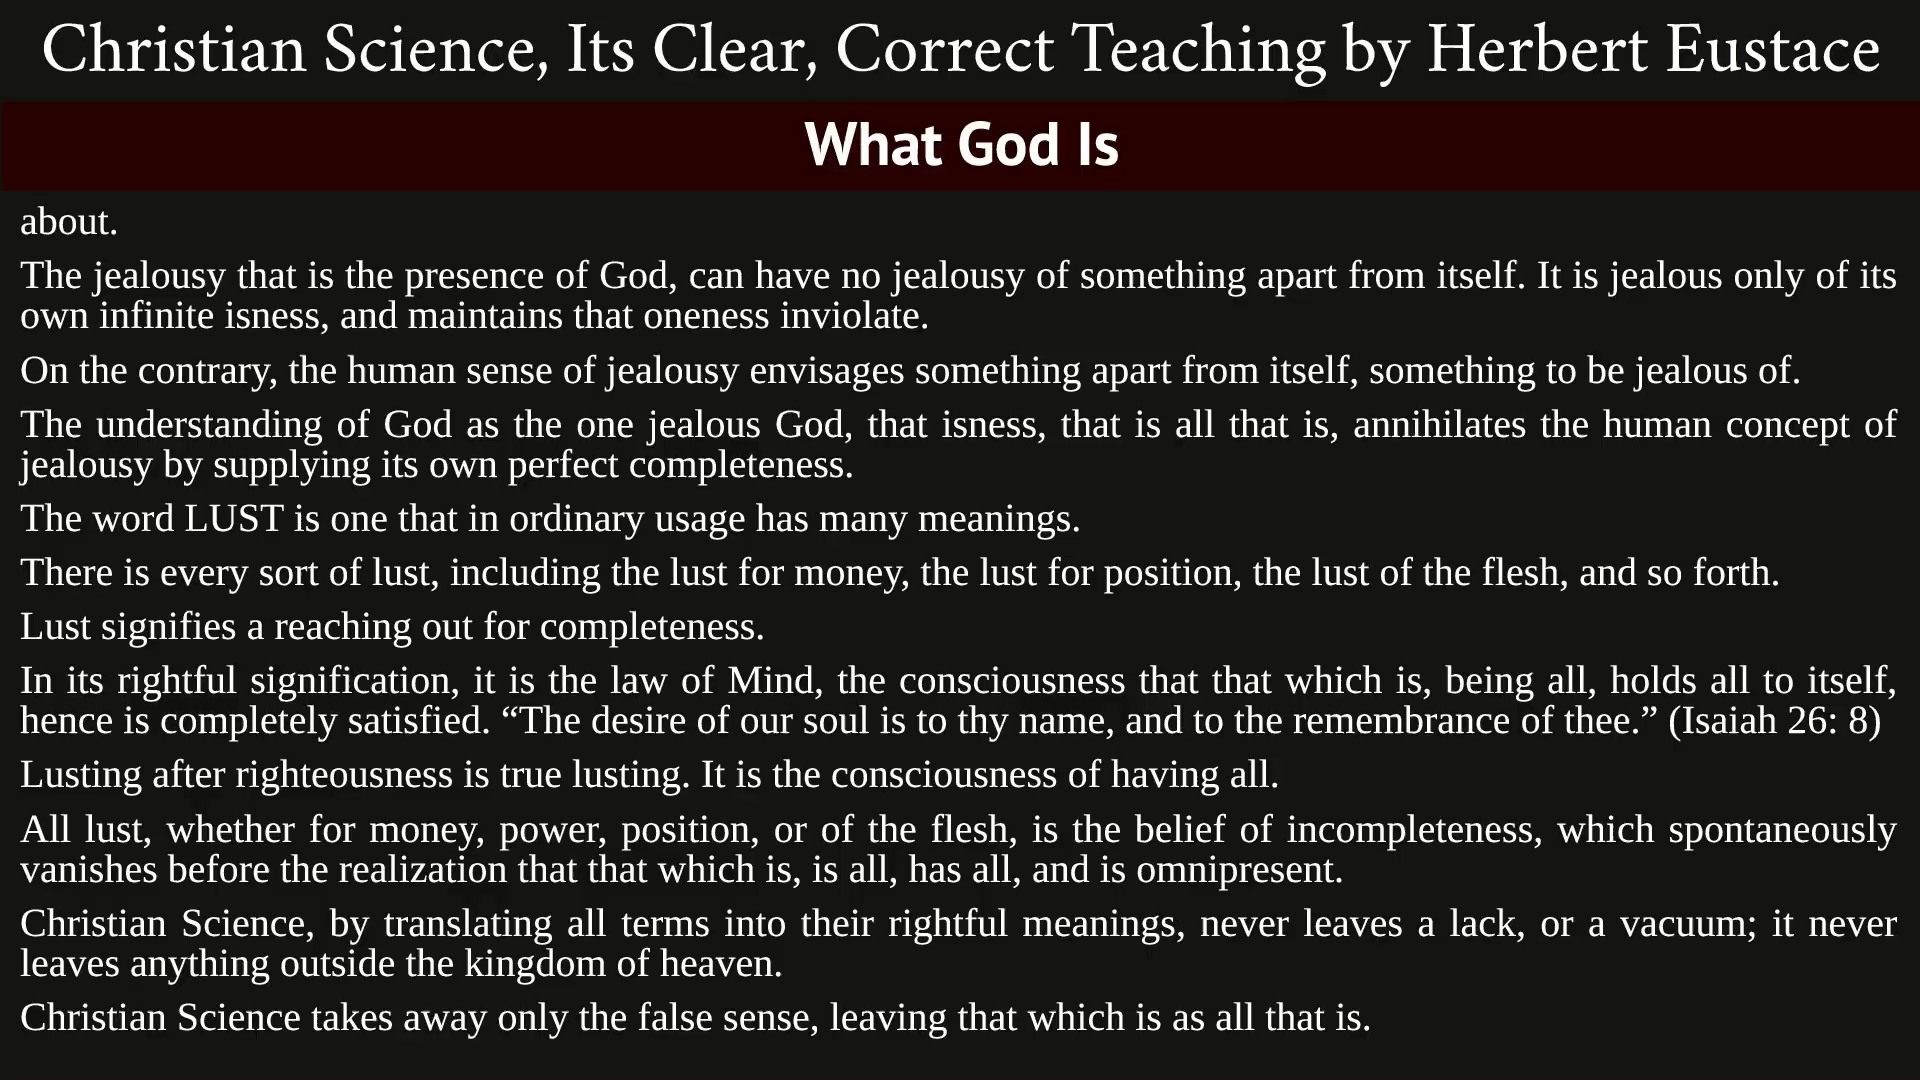 Christian Science, Its Clear, Correct Teaching by Herbert Eustace
What God Is
about.
The jealousy that is the presence of God, can have no jealousy of something apart from itself. It is jealous only of its
own infinite isness, and maintains that oneness inviolate.
On the contrary, the human sense of jealousy envisages something apart from itself, something to be jealous of.
The understanding of God as the one jealous God, that isness, that is all that is, annihilates the human concept of
jealousy by supplying its own perfect completeness.
The word LUST is one that in ordinary usage has many meanings.
There is every sort of lust, including the lust for money, the lust for position, the lust of the flesh, and so forth.
Lust signifies a reaching out for completeness.
In its rightful signification, it is the law of Mind, the consciousness that that which is, being all, holds all to itself,
hence is completely satisfied. “The desire of our soul is to thy name, and to the remembrance of thee.” (Isaiah 26: 8)
Lusting after righteousness is true lusting. It is the consciousness of having all.
All lust, whether for money, power, position, or of the flesh, is the belief of incompleteness, which spontaneously
vanishes before the realization that that which is, is all, has all, and is omnipresent.
Christian Science, by translating all terms into their rightful meanings, never leaves a lack, or a vacuum; it never
leaves anything outside the kingdom of heaven.
Christian Science takes away only the false sense, leaving that which is as all that is.